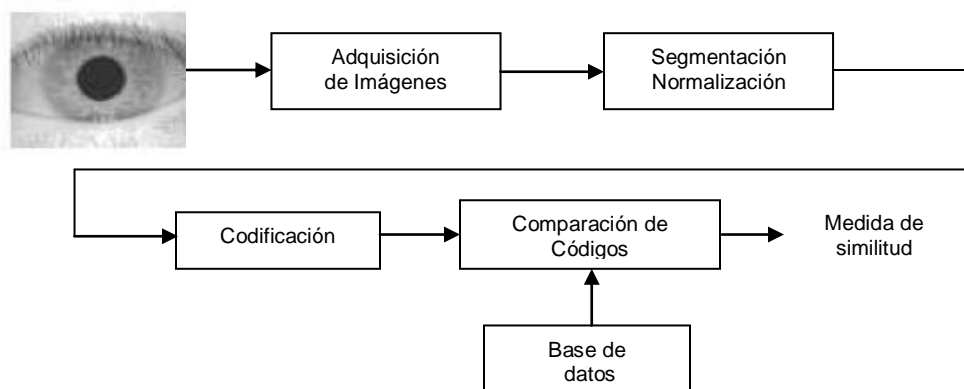 Adquisición
de Imágenes
Segmentación
Normalización
Codificación
Comparación de
Códigos
Medida de
similitud
Base de
datos